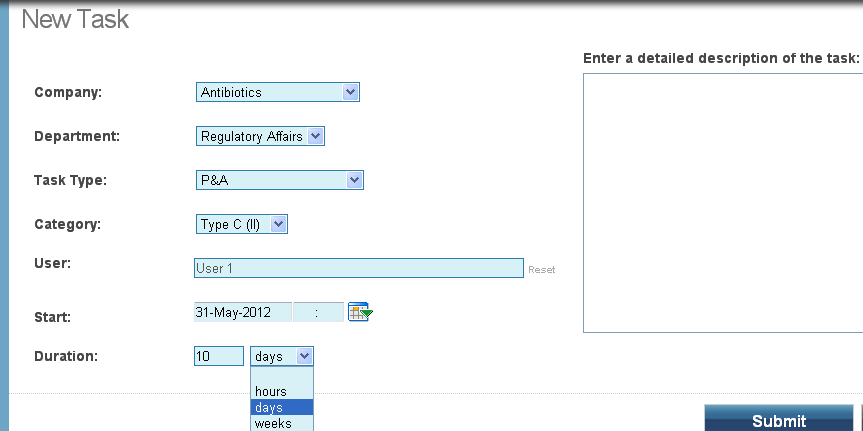 New Task
Enter a detailed description of the task:
Company: Antibiotics
Department: Regulatory Affairs
Task Type: P&A
Category: Type C (II)
User: User 1 Reset
Start: 31-May-2012 :
Duration: 10 days
hours
days
weeks
Submit